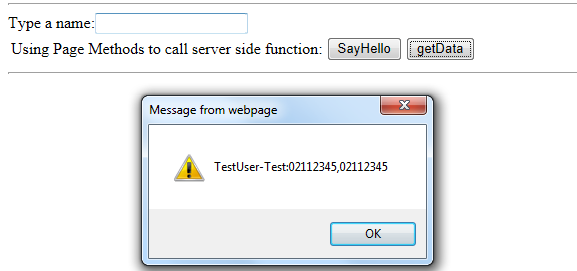 Type a name:
Using Page Methods to call server side function: SayHello getData
Message from webpage
TestUser-Test:02112345,02112345
OK